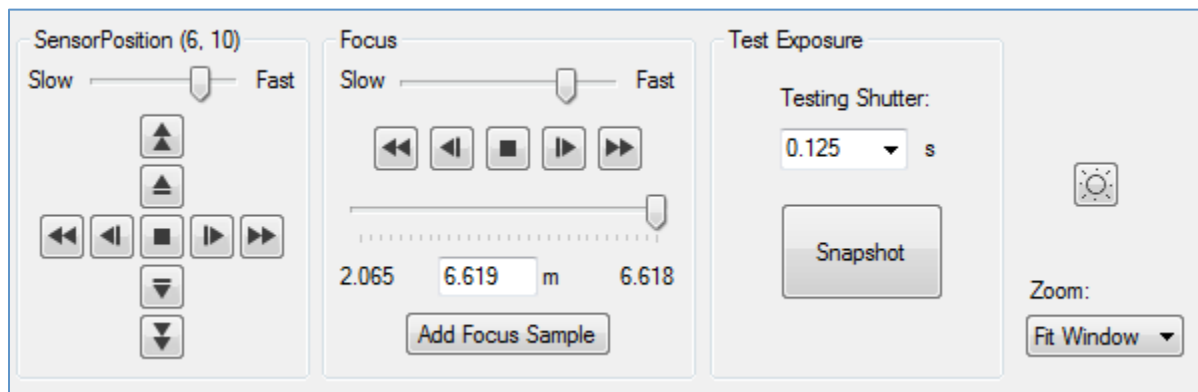 SensorPosition (6, 10)
Slow Fast
Focus
Slow Fast
2.065 6.619 m 6.618
Add Focus Sample
Test Exposure
Testing Shutter:
0.125 s
Snapshot
Zoom:
Fit Window